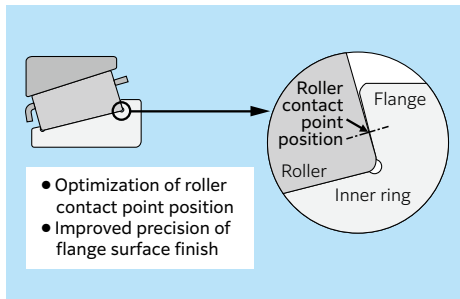 Roller
contact
point
position
Flange
Roller
Inner ring
● Optimization of roller
contact point position
● Improved precision of
flange surface finish